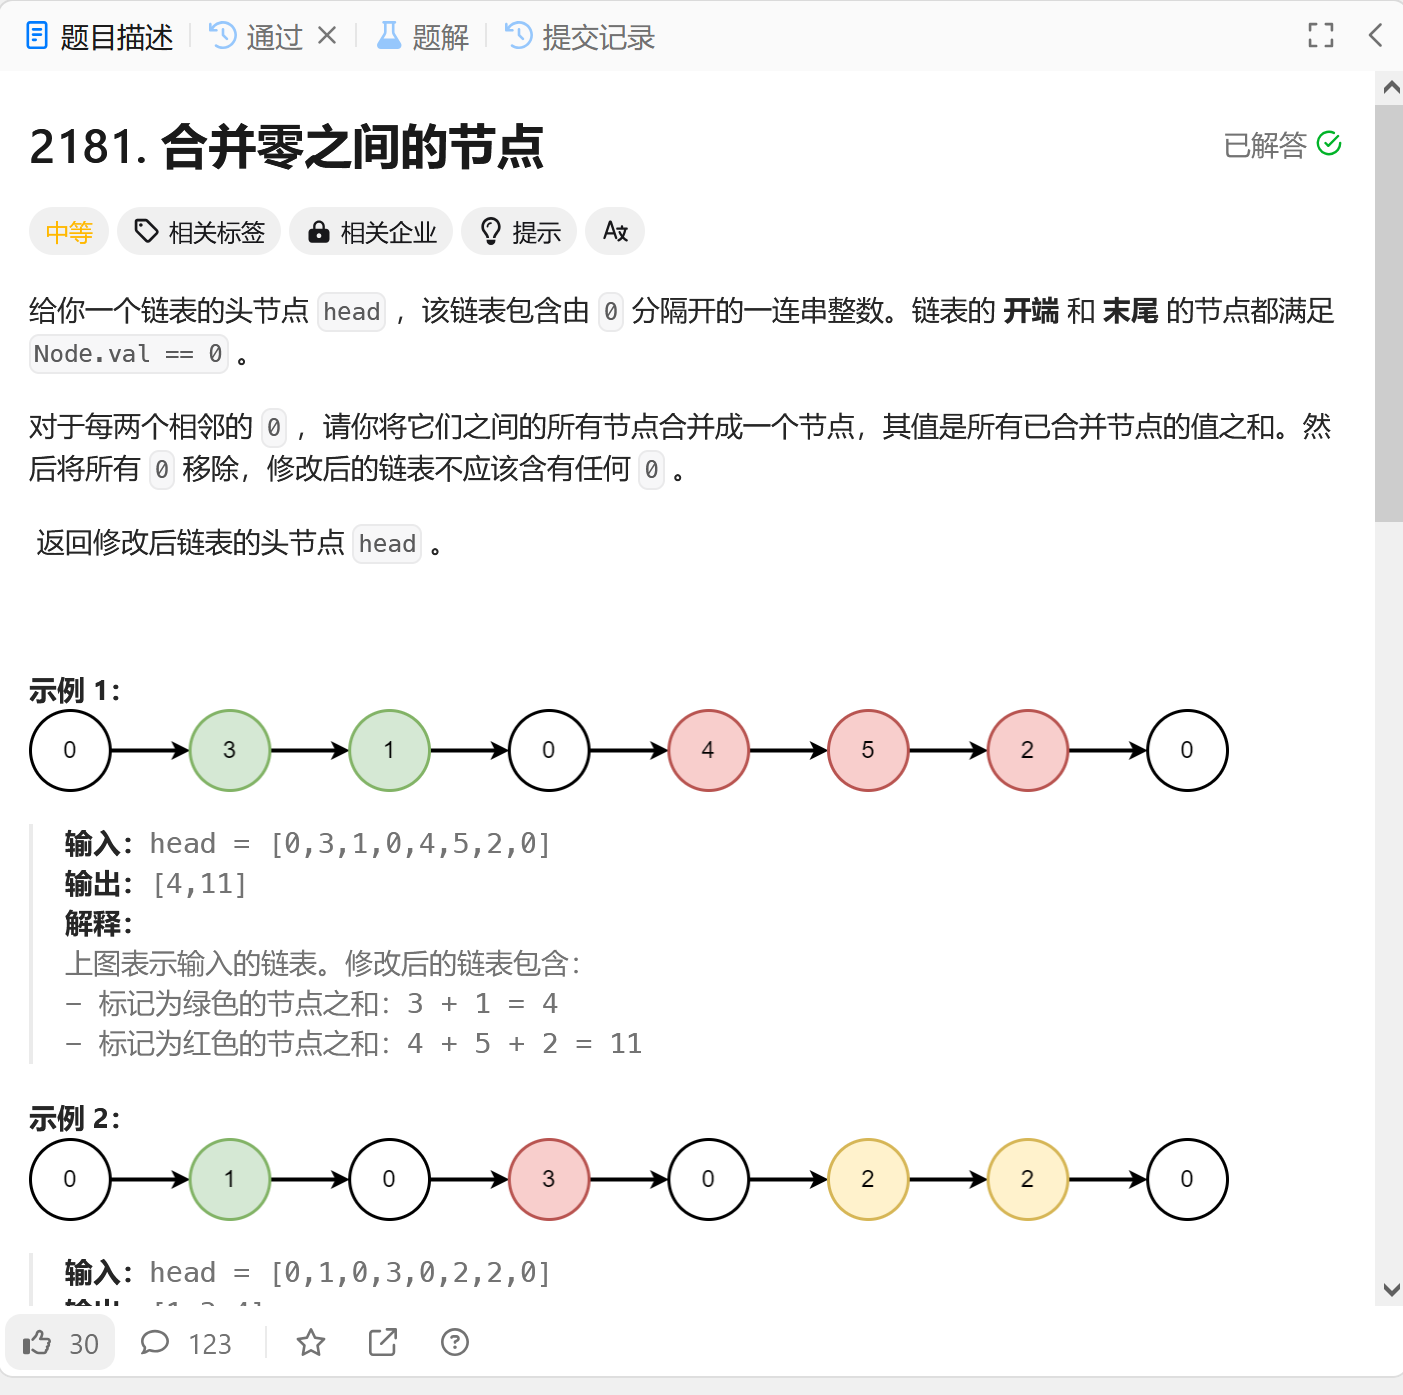 题目描述 通过 题解 提交记录
2181. 合并零之间的节点
已解答
中等 相关标签 相关企业 提示
给你一个链表的头节点 head ，该链表包含由 0 分隔开的一连串整数。链表的 开端 和 末尾 的节点都满足
Node.val == 0 。
对于每两个相邻的 0 ，请你将它们之间的所有节点合并成一个节点，其值是所有已合并节点的值之和。然
后将所有 0 移除，修改后的链表不应该含有任何 0 。
返回修改后链表的头节点 head 。
示例 1：
0 3 1 0 4 5 2 0
输入：head = [0,3,1,0,4,5,2,0]
输出：[4,11]
解释：
上图表示输入的链表。修改后的链表包含：
- 标记为绿色的节点之和：3 + 1 = 4
- 标记为红色的节点之和：4 + 5 + 2 = 11
示例 2：
0 1 0 3 0 2 2 0
输入：head = [0,1,0,3,0,2,2,0]
30 123